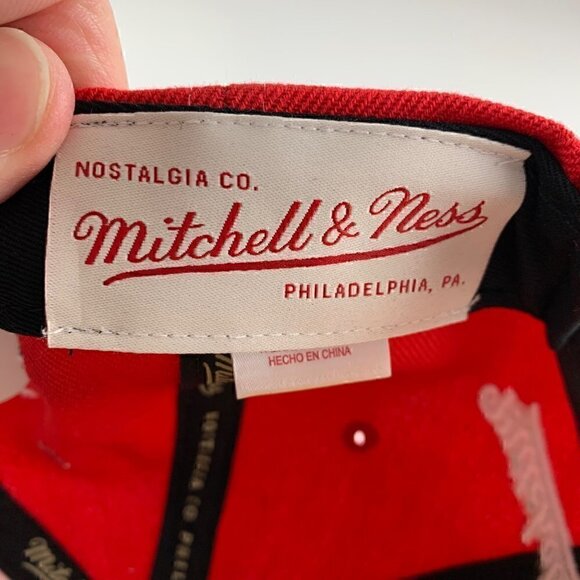 NOSTALGIA CO.
Mitchell & Ness
PHILADELPHIA, PA.
HECHO EN CHINA